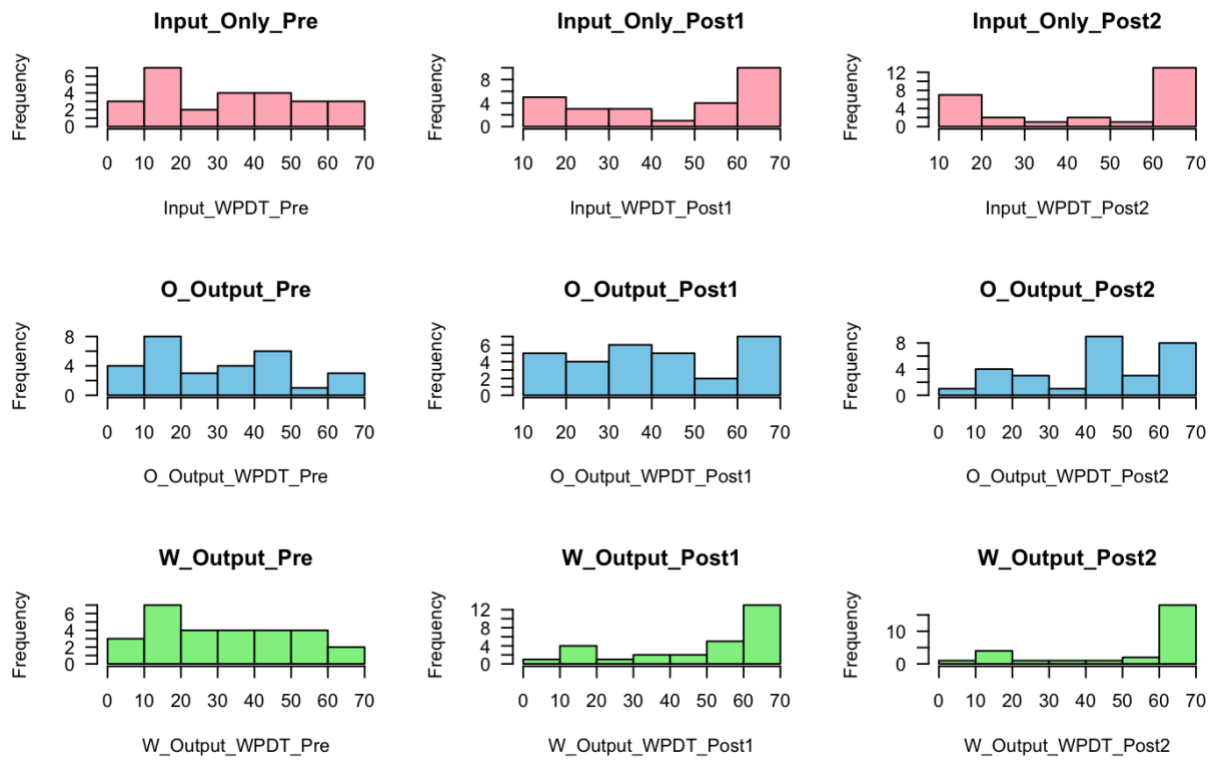 Input_Only_Pre
Frequency
0 2 4 6
0 10 20 30 40 50 60 70
Input_WPDT_Pre
Input_Only_Post1
Frequency
0 4 8
10 20 30 40 50 60 70
Input_WPDT_Post1
Input_Only_Post2
Frequency
0 4 8 12
10 20 30 40 50 60 70
Input_WPDT_Post2
O_Output_Pre
Frequency
0 4 8
0 10 20 30 40 50 60 70
O_Output_WPDT_Pre
O_Output_Post1
Frequency
0 2 4 6
10 20 30 40 50 60 70
O_Output_WPDT_Post1
O_Output_Post2
Frequency
0 4 8
0 10 20 30 40 50 60 70
O_Output_WPDT_Post2
W_Output_Pre
Frequency
0 2 4 6
0 10 20 30 40 50 60 70
W_Output_WPDT_Pre
W_Output_Post1
Frequency
0 4 8 12
0 10 20 30 40 50 60 70
W_Output_WPDT_Post1
W_Output_Post2
Frequency
0 10
0 10 20 30 40 50 60 70
W_Output_WPDT_Post2